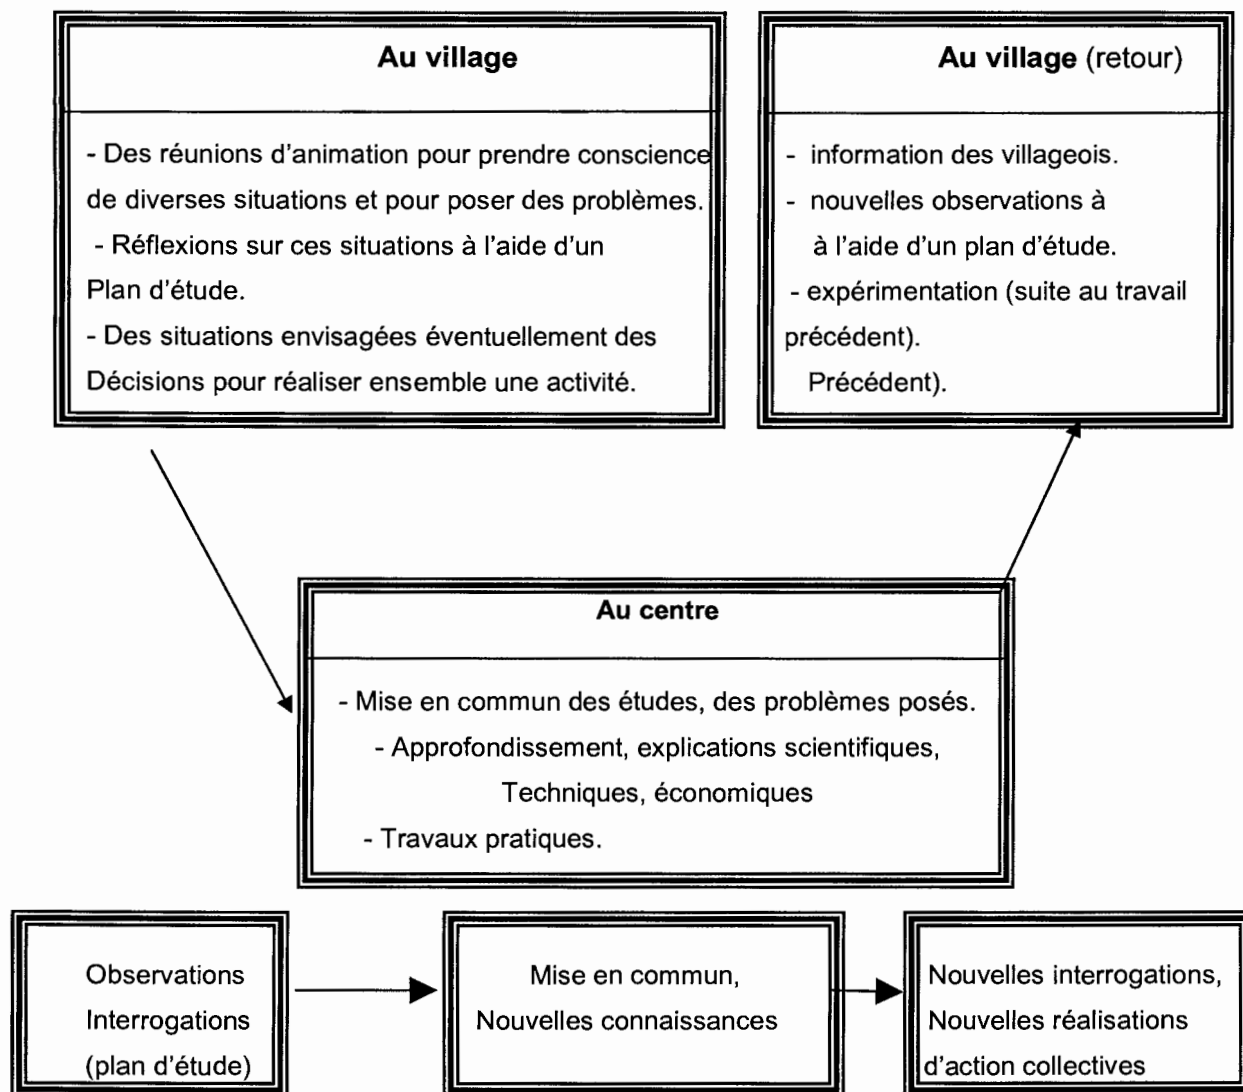 Au village
- Des réunions d'animation pour prendre conscience
de diverses situations et pour poser des problèmes.
- Réflexions sur ces situations à l'aide d'un
Plan d'étude.
- Des situations envisagées éventuellement des
Décisions pour réaliser ensemble une activité.
Au village (retour)
- information des villageois.
- nouvelles observations à
à l'aide d'un plan d'étude.
- expérimentation (suite au travail
précédent).
Précédent).
Au centre
- Mise en commun des études, des problèmes posés.
- Approfondissement, explications scientifiques,
Techniques, économiques
- Travaux pratiques.
Observations
Interrogations
(plan d'étude)
Mise en commun,
Nouvelles connaissances
Nouvelles interrogations,
Nouvelles réalisations
d'action collectives